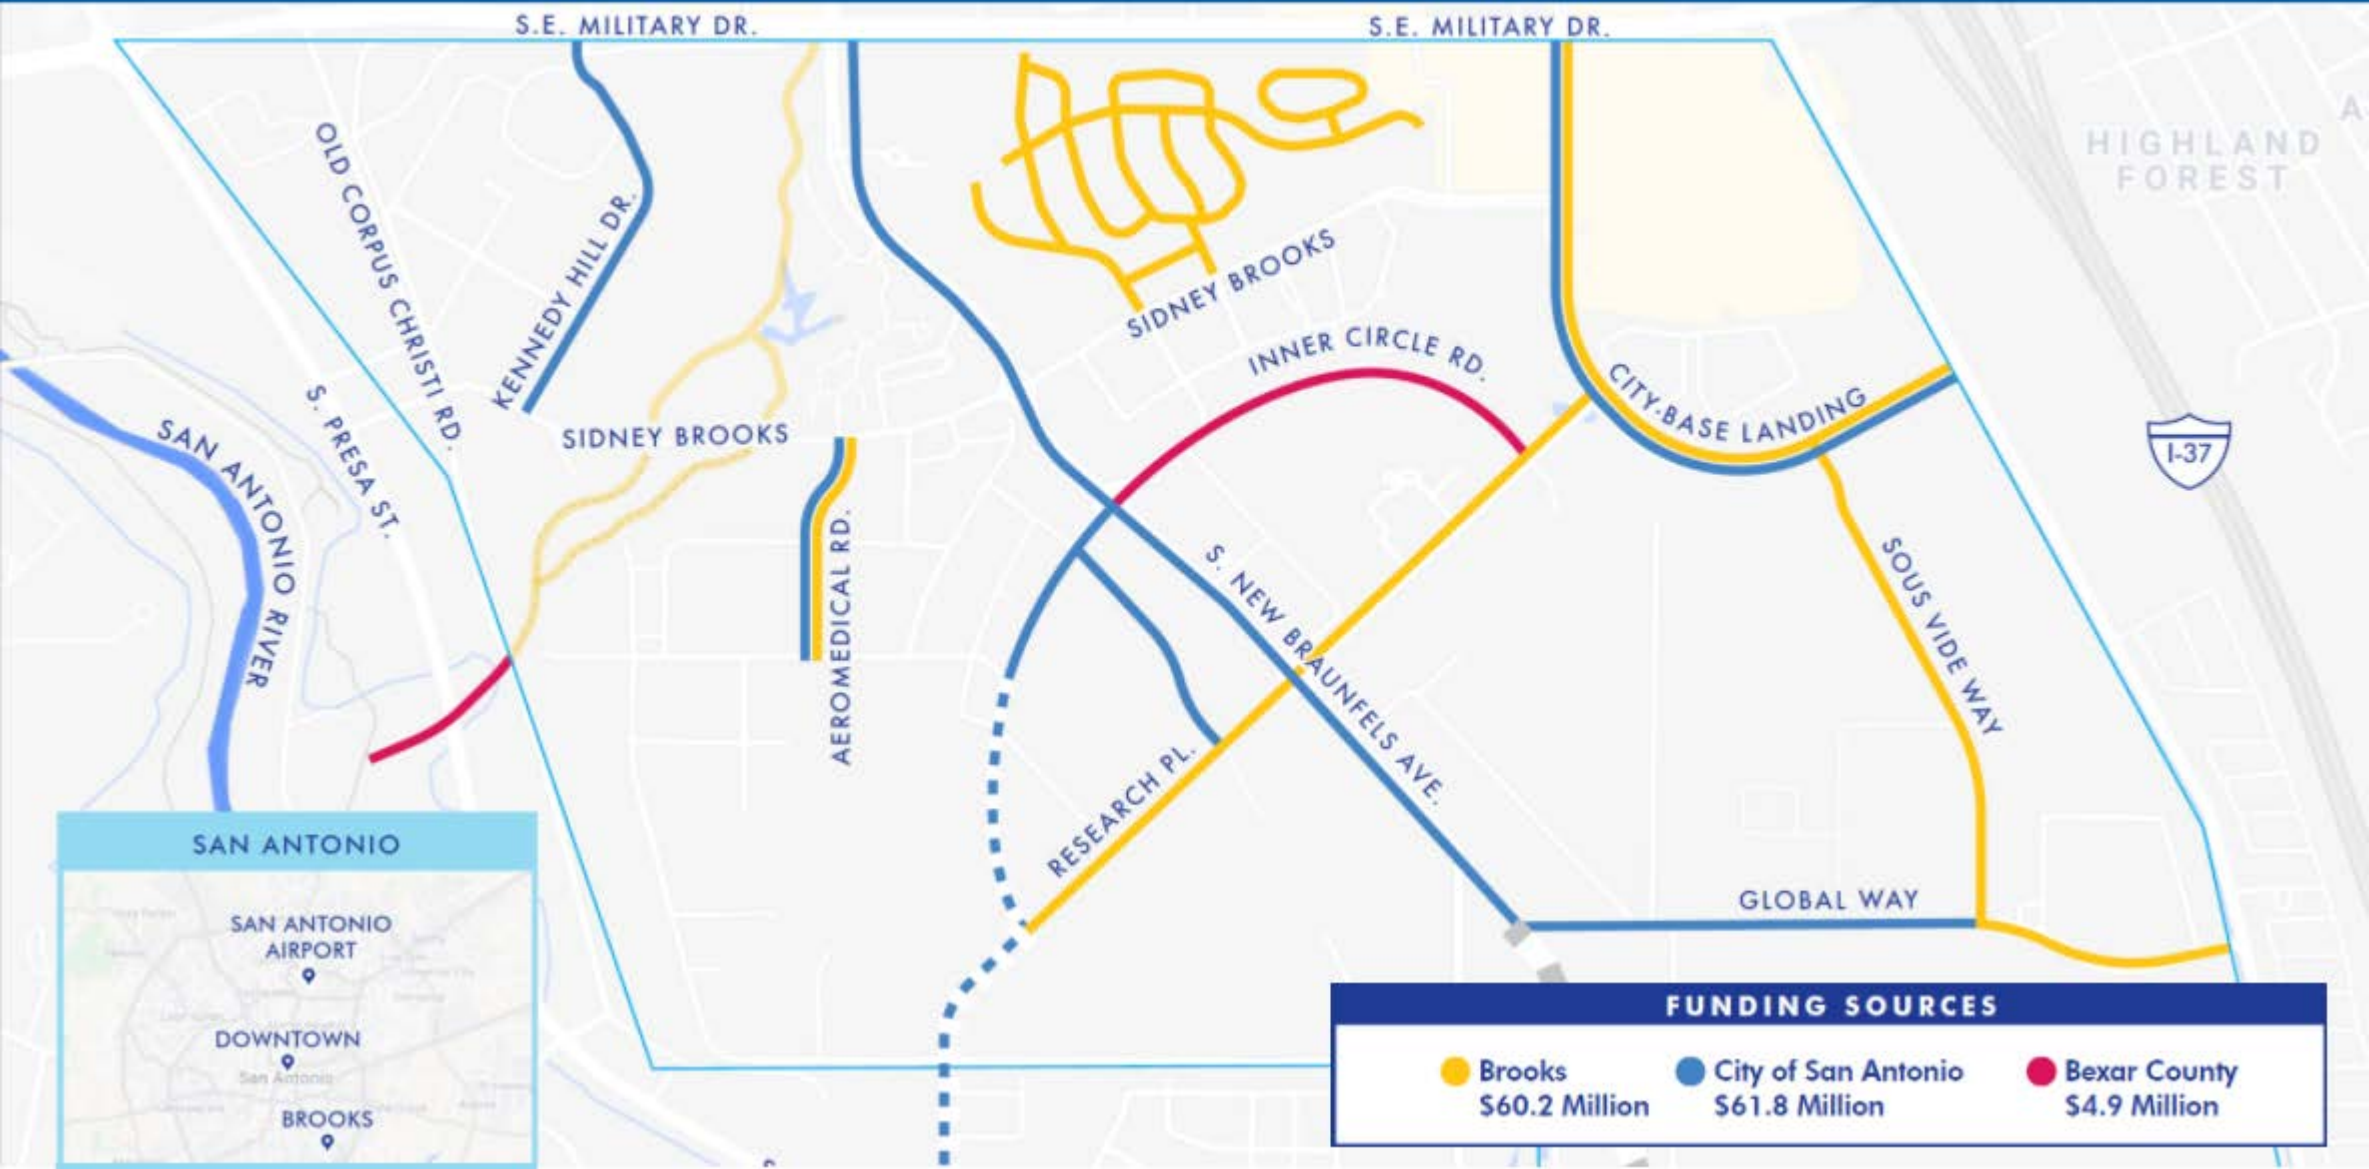 S.E. MILITARY DR.
S.E. MILITARY DR.
HIGHLAND
FOREST
A
OLD CORPUS CHRISTI RD.
KENNEDY HILL DR.
SIDNEY BROOKS
INNER CIRCLE RD.
CITY-BASE LANDING
S. PRESA ST.
SAN ANTONIO RIVER
SIDNEY BROOKS
I-37
AEROMEDICAL RD.
S. NEW BRAUNFELS AVE.
SOUS VIDE WAY
RESEARCH PL.
GLOBAL WAY
SAN ANTONIO
SAN ANTONIO
AIRPORT
DOWNTOWN
San Antonio
BROOKS
FUNDING SOURCES
Brooks
$60.2 Million
City of San Antonio
$61.8 Million
Bexar County
$4.9 Million